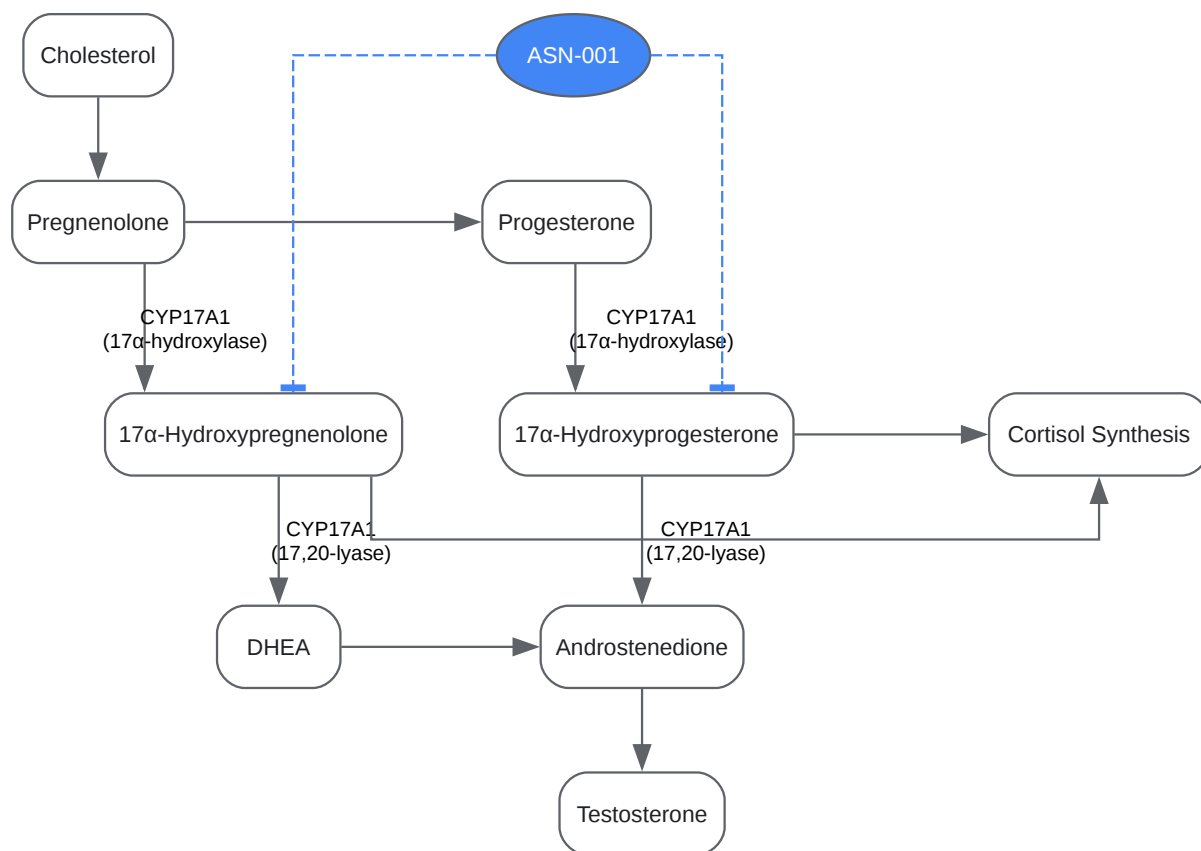 Cholesterol
ASN-001
Pregnenolone
Progesterone
CYP17A1
(17α-hydroxylase)
CYP17A1
(17α-hydroxylase)
17α-Hydroxypregnenolone
17α-Hydroxyprogesterone
Cortisol Synthesis
CYP17A1
(17,20-lyase)
CYP17A1
(17,20-lyase)
DHEA
Androstenedione
Testosterone